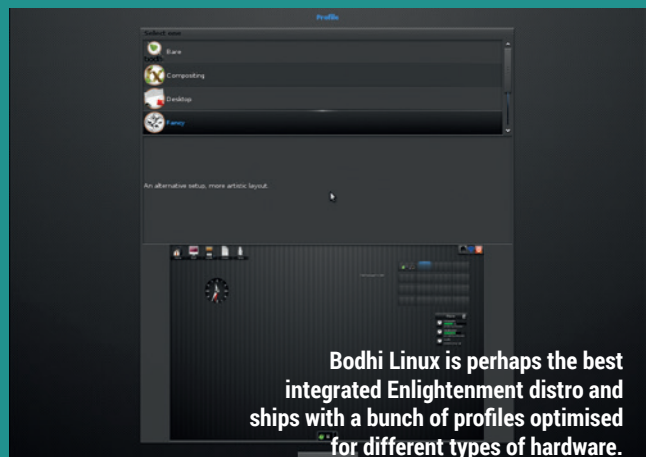 Profile
Select one
Bare
bodhi
Compositing
Desktop
Fancy
An alternative setup, more artistic layout.
Bodhi Linux is perhaps the best
integrated Enlightenment distro and
ships with a bunch of profiles optimised
for different types of hardware.